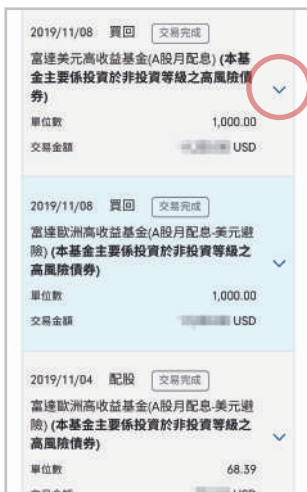 2019/11/08 買回 交易完成
富達美元高收益基金(A股月配息) (本基
金主要係投資於非投資等級之高風險債
券)
單位數 1,000.00
交易金額 USD
2019/11/08 買回 交易完成
富達歐洲高收益基金(A股月配息-美元避
險) (本基金主要係投資於非投資等級之
高風險債券)
單位數 1,000.00
交易金額 USD
2019/11/04 配股 交易完成
富達歐洲高收益基金(A股月配息-美元避
險) (本基金主要係投資於非投資等級之
高風險債券)
單位數 68.39